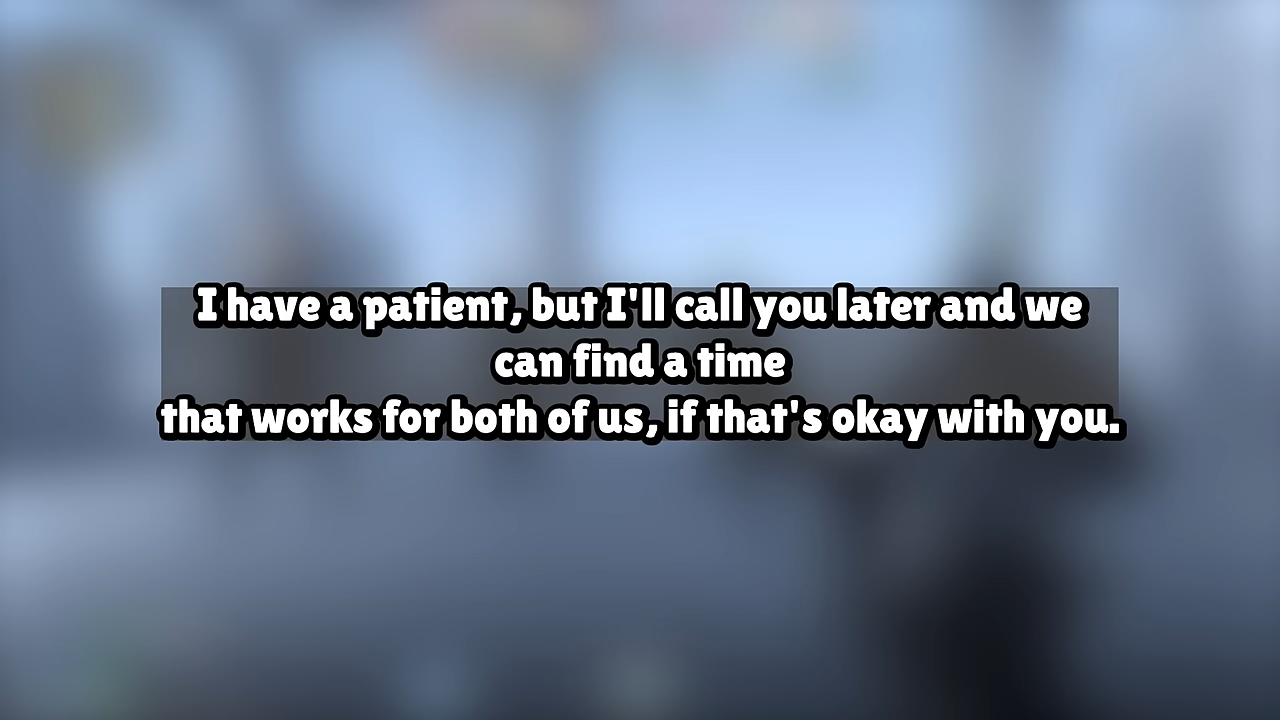 I have a patient, but I'll call you later and we
can find a time
that works for both of us, if that's okay with you.